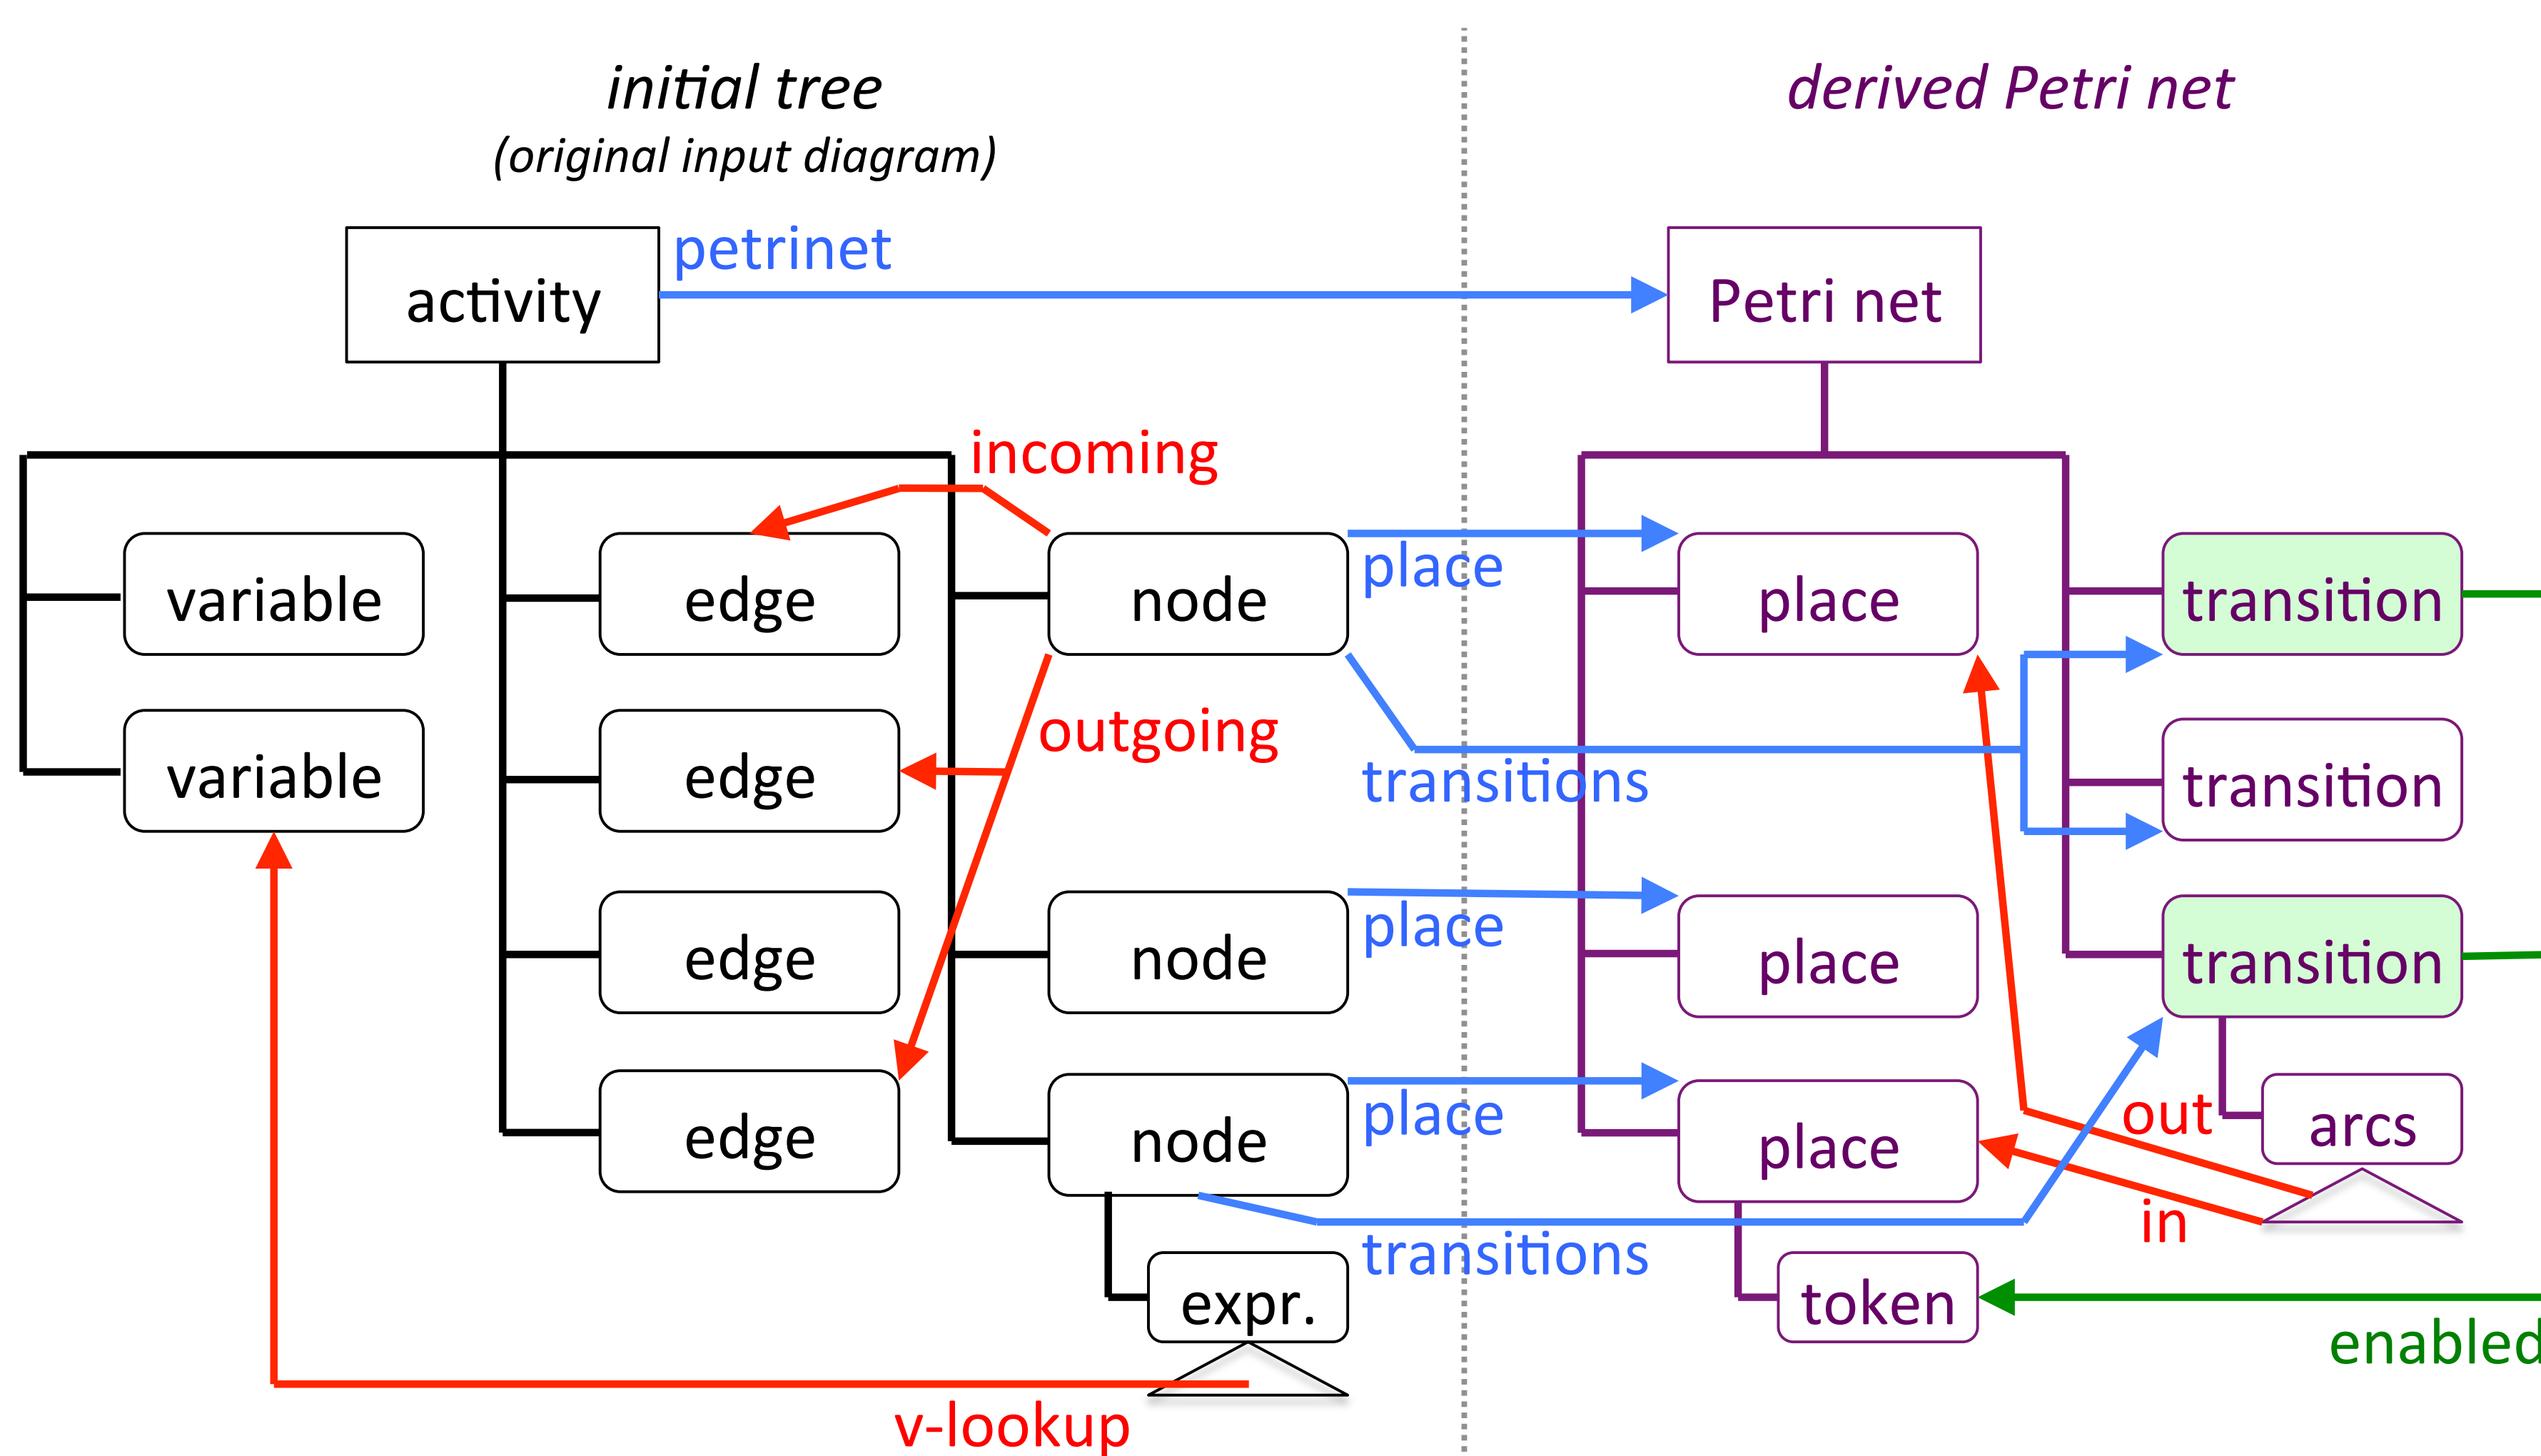 initial tree
(original input diagram)
derived Petri net
petrinet
activity
Petri net
incoming
place
variable
edge
node
place
transition
outgoing
variable
edge
transitions
transition
place
edge
node
place
transition
place
out
edge
node
place
arcs
in
transitions
expr.
token
enabled
v-lookup